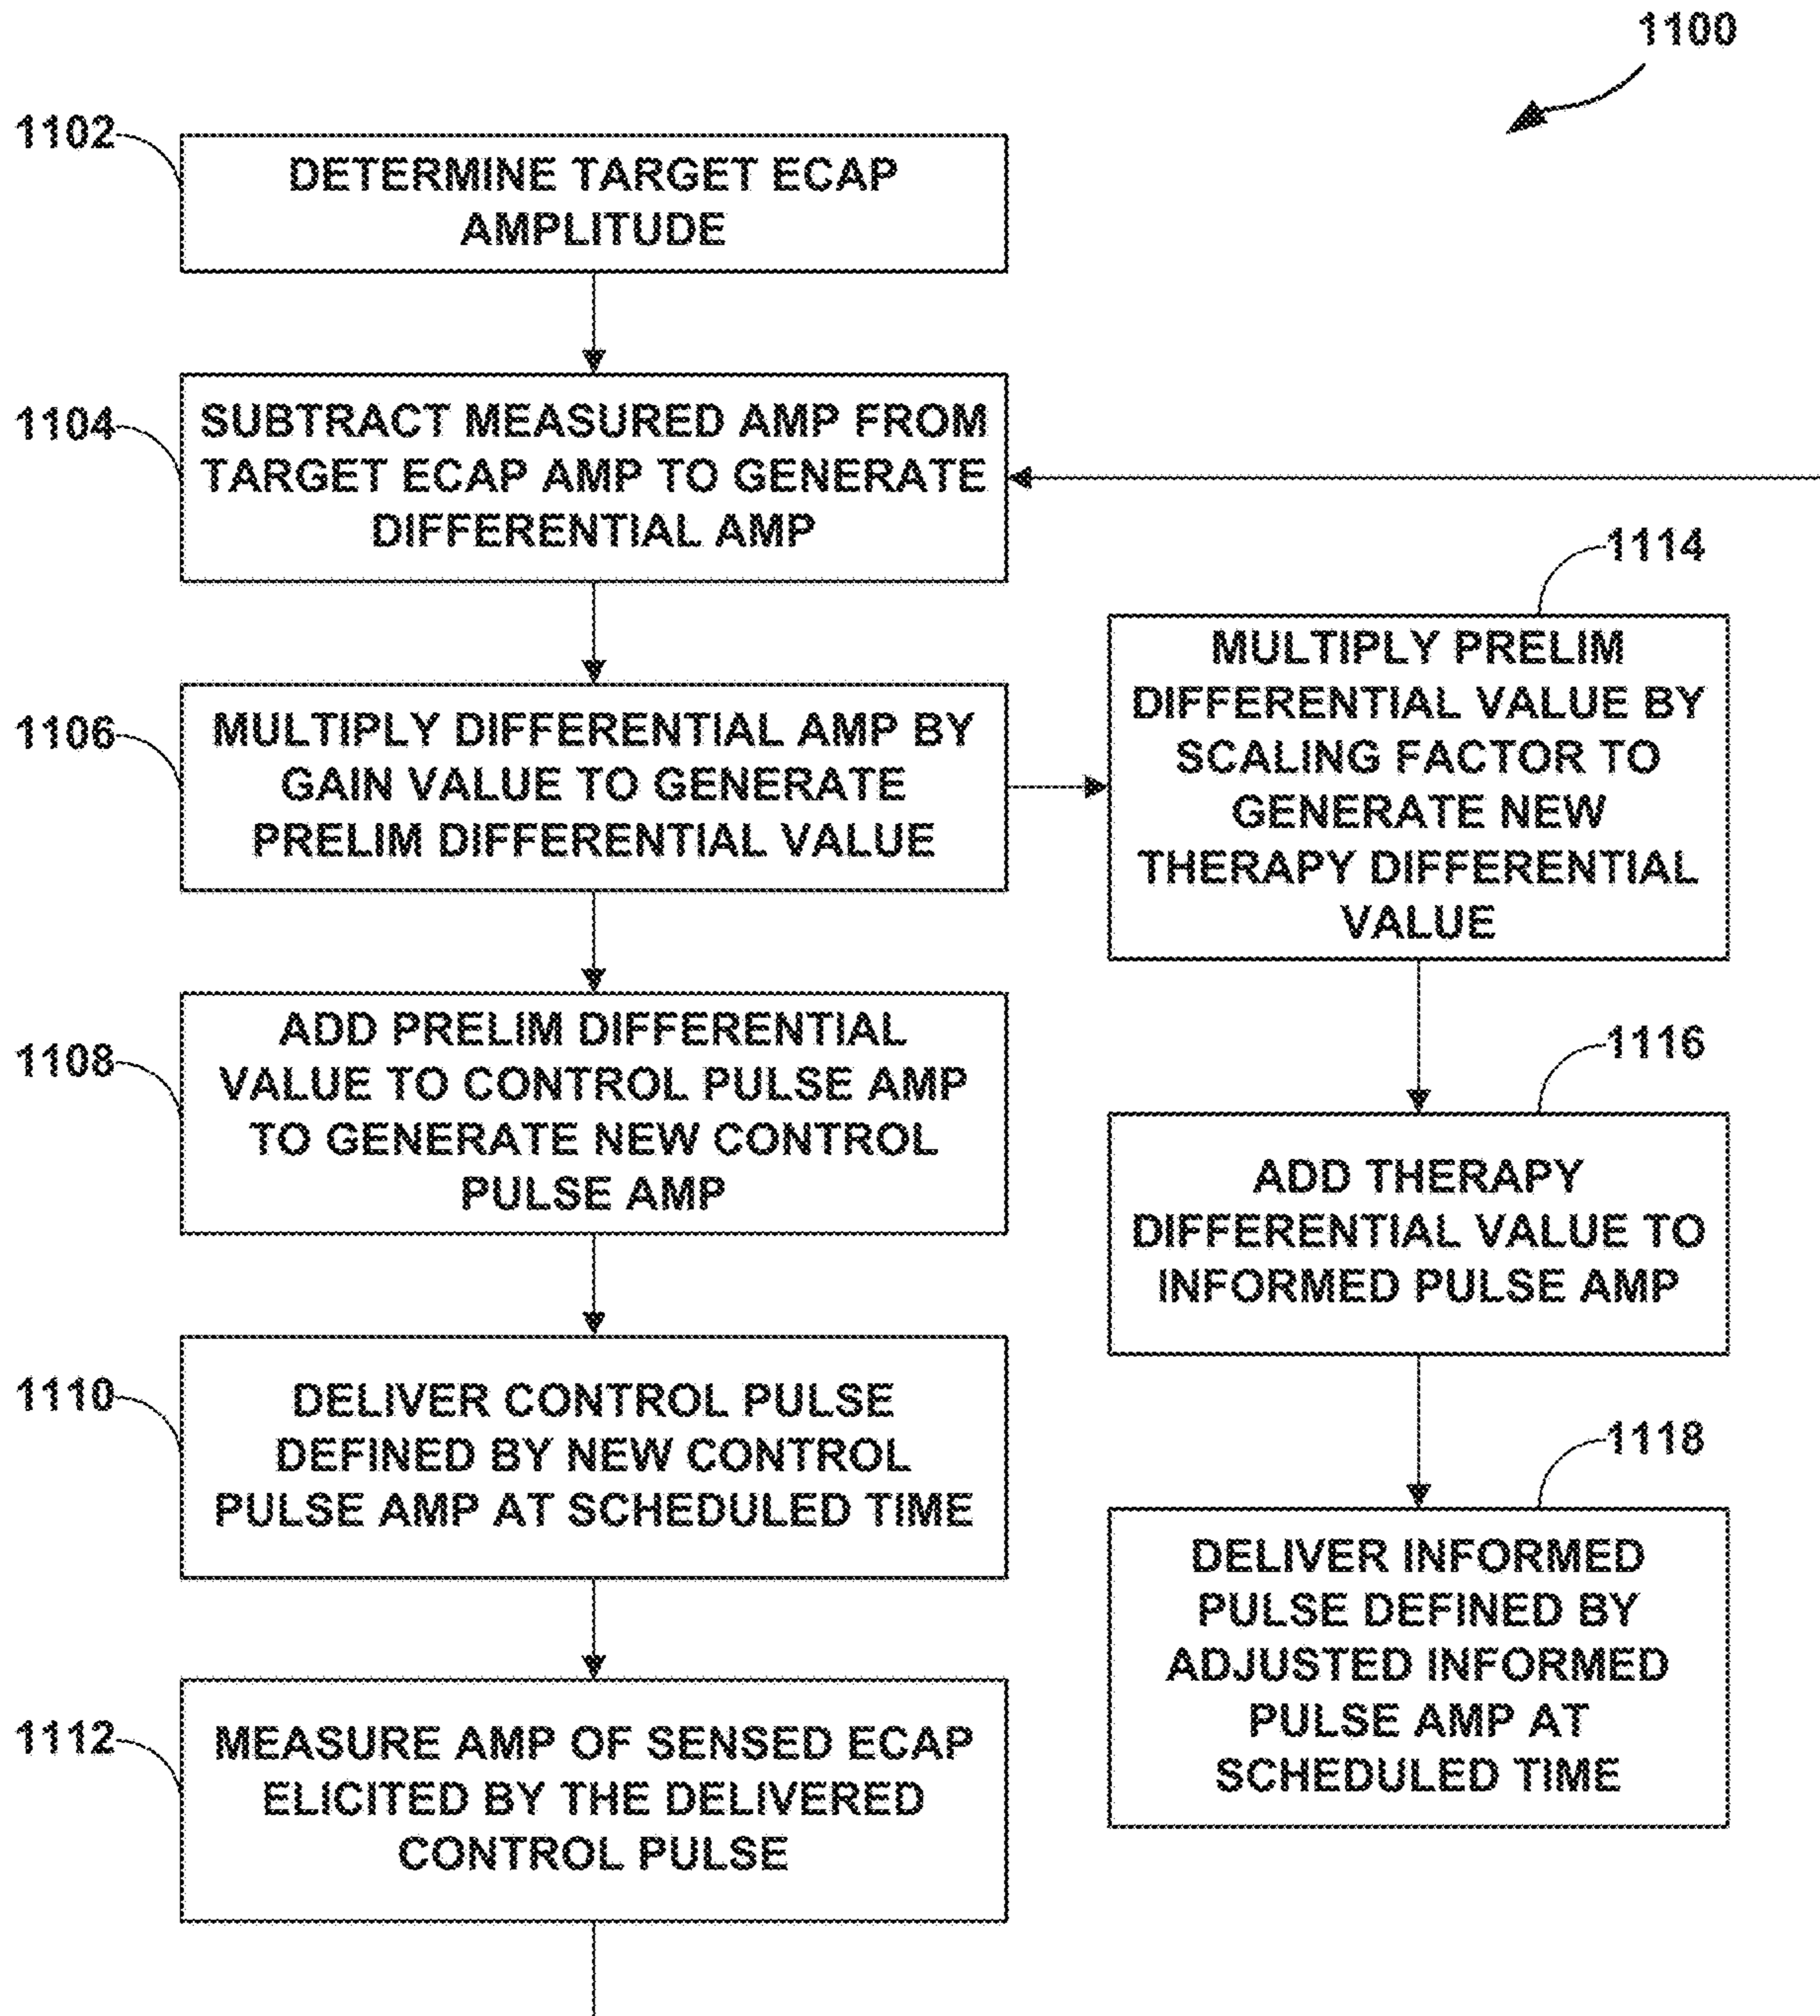 1100
1102
DETERMINE TARGET ECAP
AMPLITUDE
1104
SUBTRACT MEASURED AMP FROM
TARGET ECAP AMP TO GENERATE
DIFFERENTIAL AMP
1106
MULTIPLY DIFFERENTIAL AMP BY
GAIN VALUE TO GENERATE
PRELIM DIFFERENTIAL VALUE
1108
ADD PRELIM DIFFERENTIAL
VALUE TO CONTROL PULSE AMP
TO GENERATE NEW CONTROL
PULSE AMP
1110
DELIVER CONTROL PULSE
DEFINED BY NEW CONTROL
PULSE AMP AT SCHEDULED TIME
1112
MEASURE AMP OF SENSED ECAP
ELICITED BY THE DELIVERED
CONTROL PULSE
1114
MULTIPLY PRELIM
DIFFERENTIAL VALUE BY
SCALING FACTOR TO
GENERATE NEW
THERAPY DIFFERENTIAL
VALUE
1116
ADD THERAPY
DIFFERENTIAL VALUE TO
INFORMED PULSE AMP
1118
DELIVER INFORMED
PULSE DEFINED BY
ADJUSTED INFORMED
PULSE AMP AT
SCHEDULED TIME